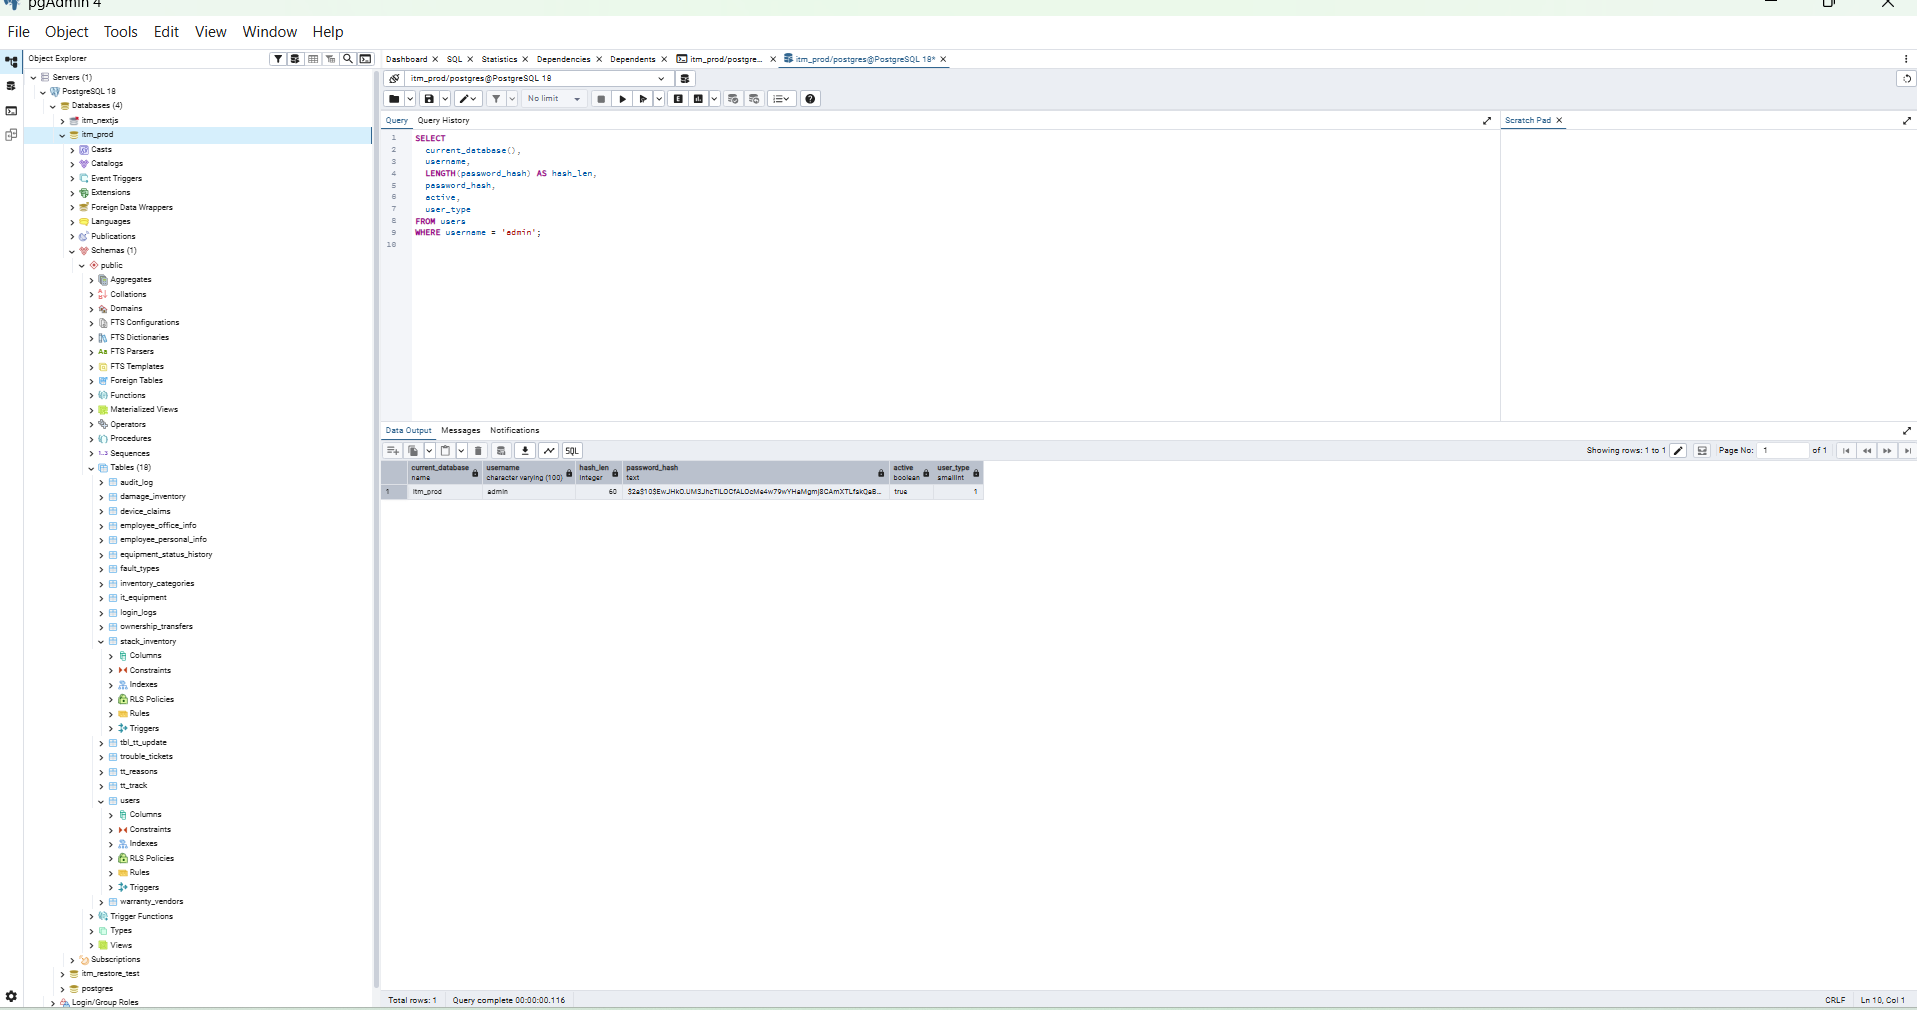 pgAdmin 4
File Object Tools Edit View Window Help
Object Explorer
Servers (1)
PostgreSQL 18
Databases (4)
itm_nextjs
itm_prod
Casts
Catalogs
Event Triggers
Extensions
Foreign Data Wrappers
Languages
Publications
Schemas (1)
public
Aggregates
Collations
Domains
FTS Configurations
FTS Dictionaries
Aa FTS Parsers
FTS Templates
Foreign Tables
Functions
Materialized Views
Operators
Procedures
1..3 Sequences
Tables (18)
audit_log
damage_inventory
device_claims
employee_office_info
employee_personal_info
equipment_status_history
fault_types
inventory_categories
it_equipment
login_logs
ownership_transfers
stack_inventory
Columns
Constraints
Indexes
RLS Policies
Rules
Triggers
tbl_tt_update
trouble_tickets
tt_reasons
tt_track
users
Columns
Constraints
Indexes
RLS Policies
Rules
Triggers
warranty_vendors
Trigger Functions
Types
Views
Subscriptions
itm_restore_test
postgres
Login/Group Roles
Dashboard SQL Statistics Dependencies Dependents itm_prod/postgre... itm_prod/postgres@PostgreSQL 18*
itm_prod/postgres@PostgreSQL 18
No limit
Query Query History
Scratch Pad
1 SELECT
2 current_database(),
3 username,
4 LENGTH(password_hash) AS hash_len,
5 password_hash,
6 active,
7 user_type
8 FROM users
9 WHERE username = 'admin';
10
Data Output Messages Notifications
SQL
Showing rows: 1 to 1 Page No: 1 of 1
current_database name
username character varying (100)
hash_len integer
password_hash text
active boolean
user_type smallint
1 itm_prod admin 60 true 1
Total rows: 1 Query complete 00:00:00.116
CRLF Ln 10, Col 1